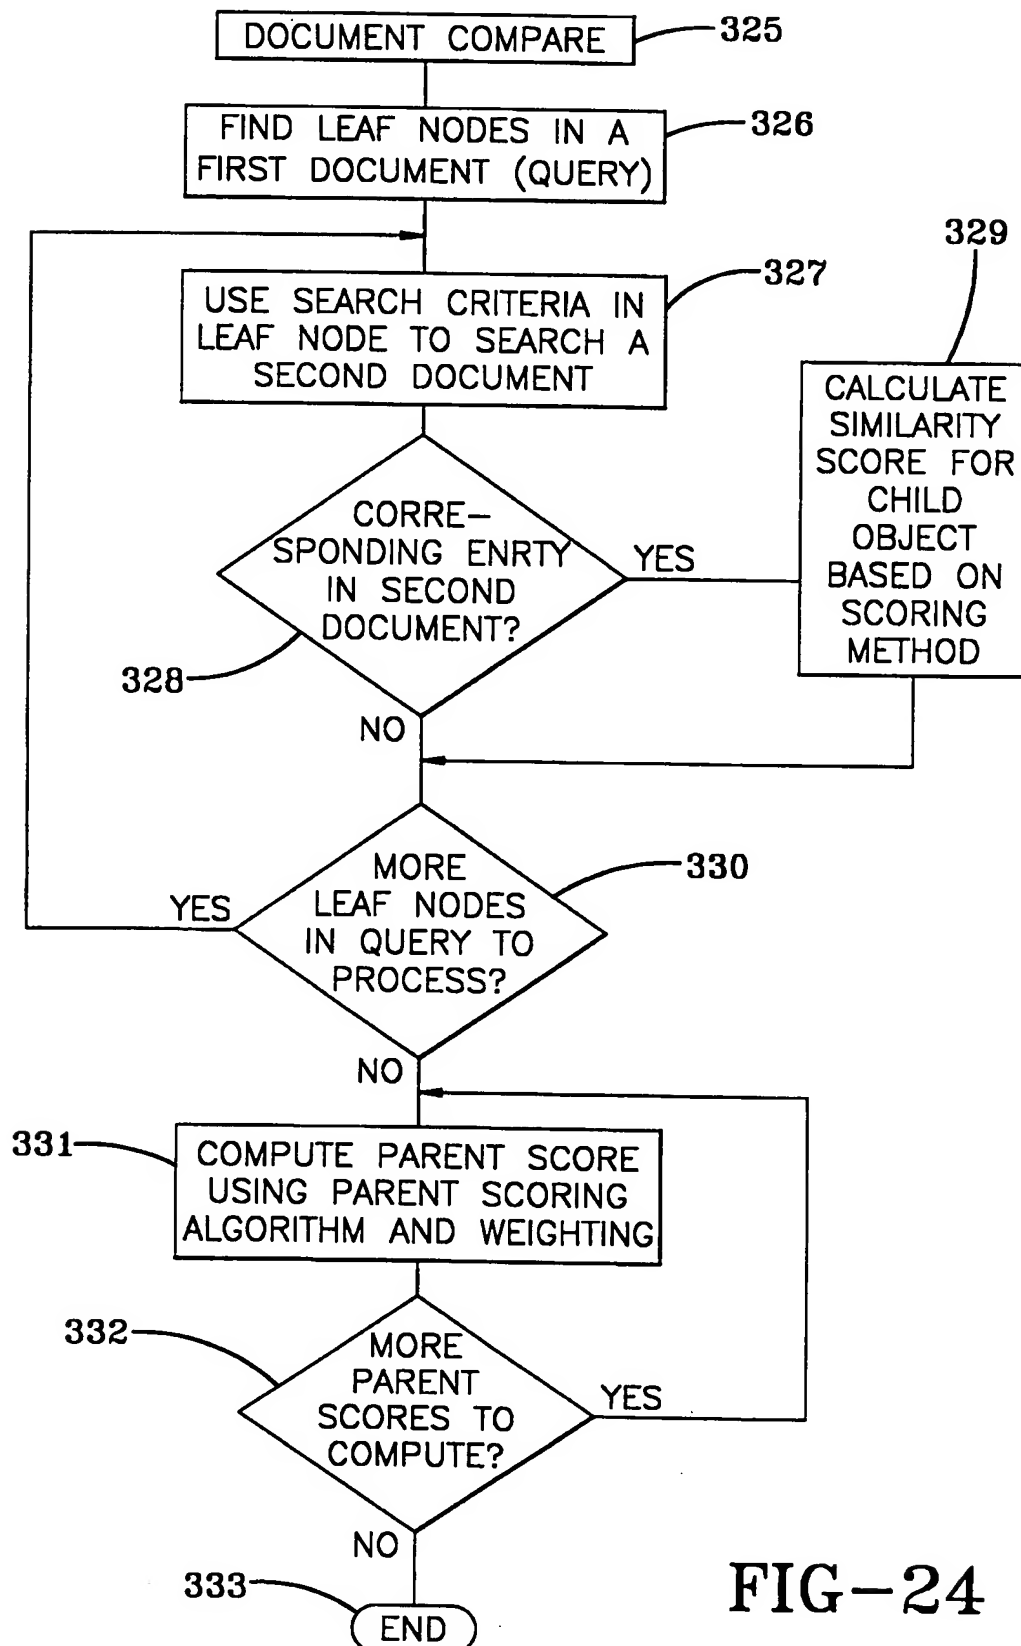 DOCUMENT COMPARE
325
FIND LEAF NODES IN A
FIRST DOCUMENT (QUERY)
326
USE SEARCH CRITERIA IN
LEAF NODE TO SEARCH A
SECOND DOCUMENT
327
329
CALCULATE
SIMILARITY
SCORE FOR
CHILD
OBJECT
BASED ON
SCORING
METHOD
CORRE-
SPONDING ENRTY
IN SECOND
DOCUMENT?
YES
328
NO
MORE
LEAF NODES
IN QUERY TO
PROCESS?
330
YES
NO
331
COMPUTE PARENT SCORE
USING PARENT SCORING
ALGORITHM AND WEIGHTING
332
MORE
PARENT
SCORES TO
COMPUTE?
YES
NO
333
END
FIG-24